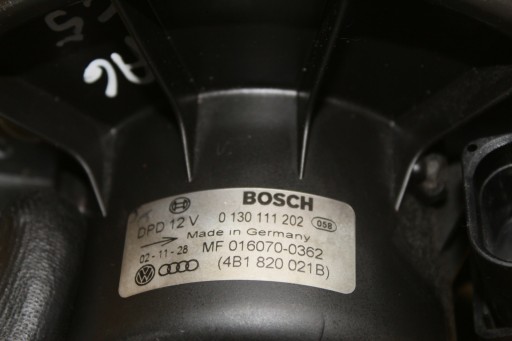 A6
BOSCH
DPD 12 V 0 130 111 202 058
Made in Germany
02-11-28 MF 016070-0362
(4B1 820 021B)